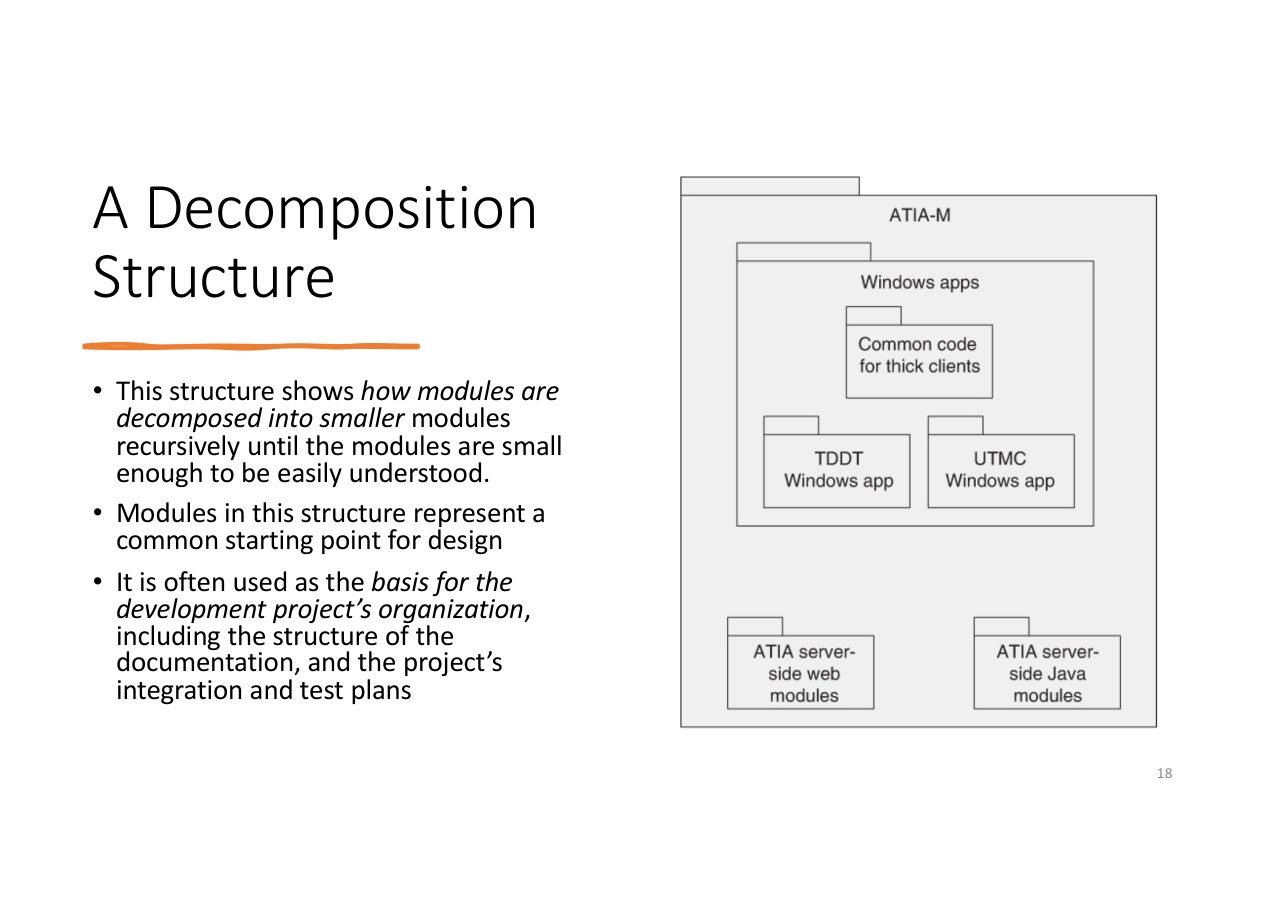 A Decomposition
Structure
• This structure shows how modules are
decomposed into smaller modules
recursively until the modules are small
enough to be easily understood.
• Modules in this structure represent a
common starting point for design
• It is often used as the basis for the
development project’s organization,
including the structure of the
documentation, and the project’s
integration and test plans
ATIA-M
Windows apps
Common code
for thick clients
TDDT
Windows app
UTMC
Windows app
ATIA server-
side web
modules
ATIA server-
side Java
modules
18